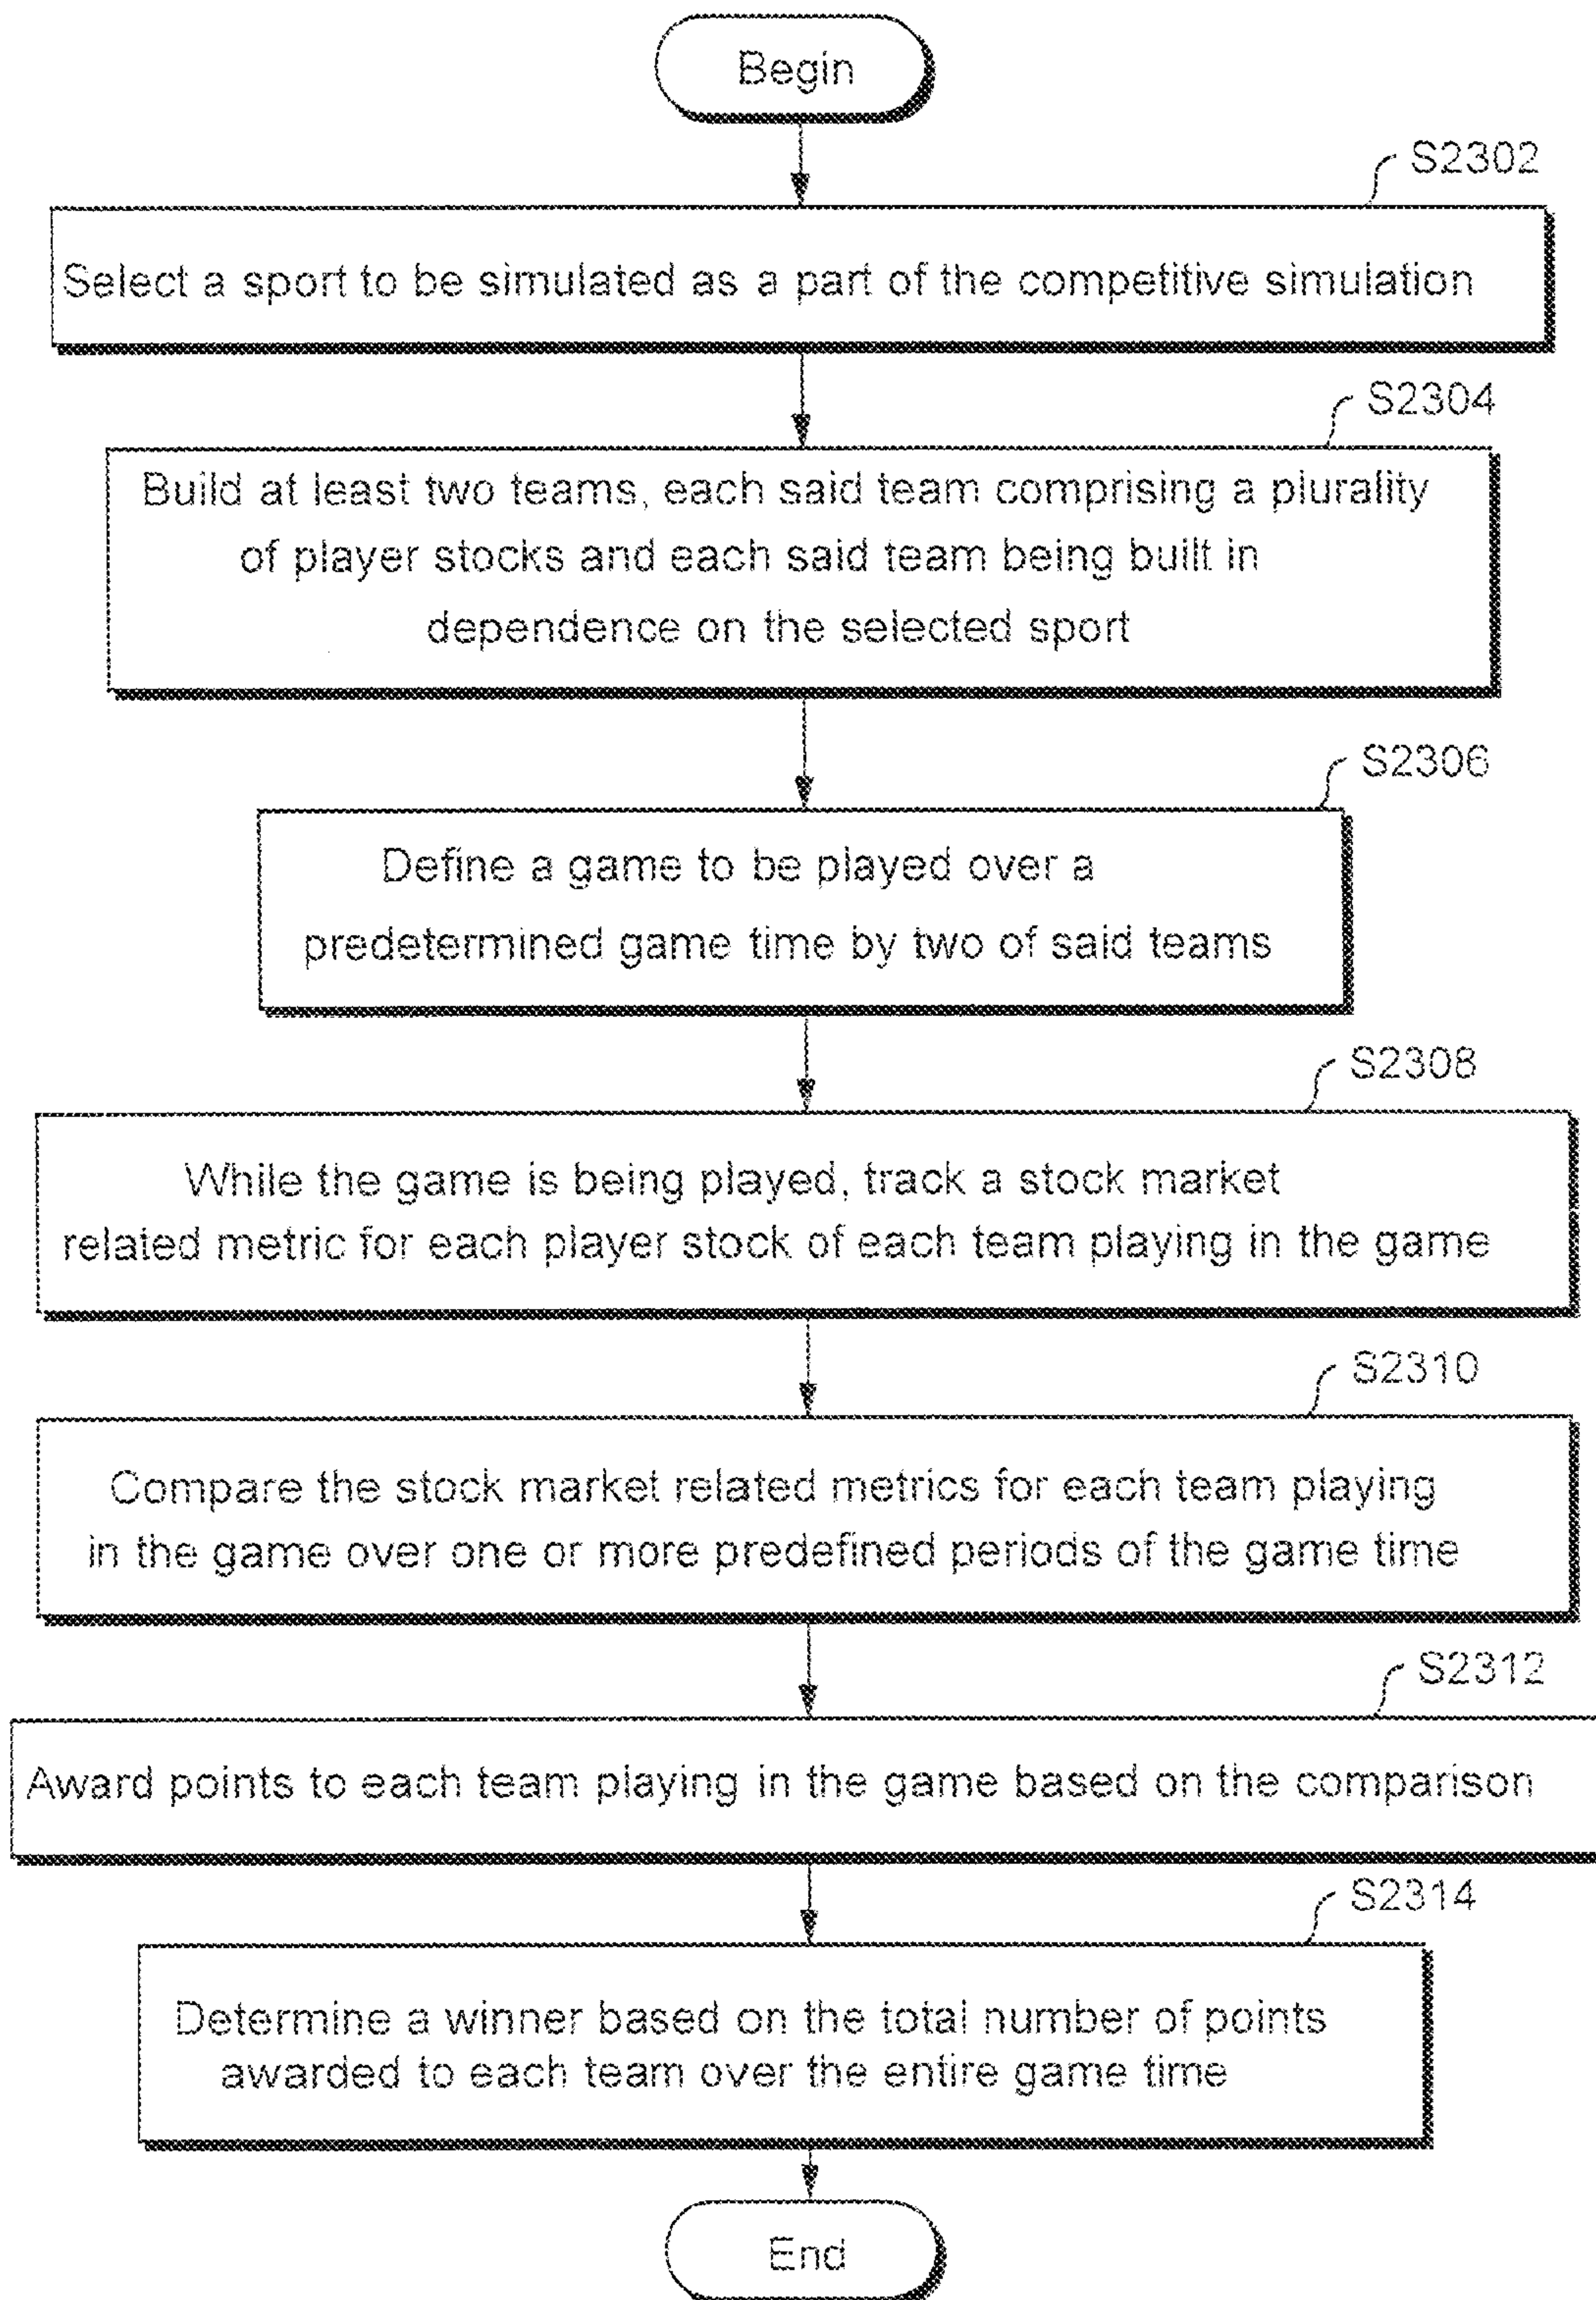 Begin
S2302
Select a sport to be simulated as a part of the competitive simulation
S2304
Build at least two teams, each said team comprising a plurality
of player stocks and each said team being built in
dependence on the selected sport
S2306
Define a game to be played over a
predetermined game time by two of said teams
S2308
While the game is being played, track a stock market
related metric for each player stock of each team playing in the game
S2310
Compare the stock market related metrics for each team playing
in the game over one or more predefined periods of the game time
S2312
Award points to each team playing in the game based on the comparison
S2314
Determine a winner based on the total number of points
awarded to each team over the entire game time
End